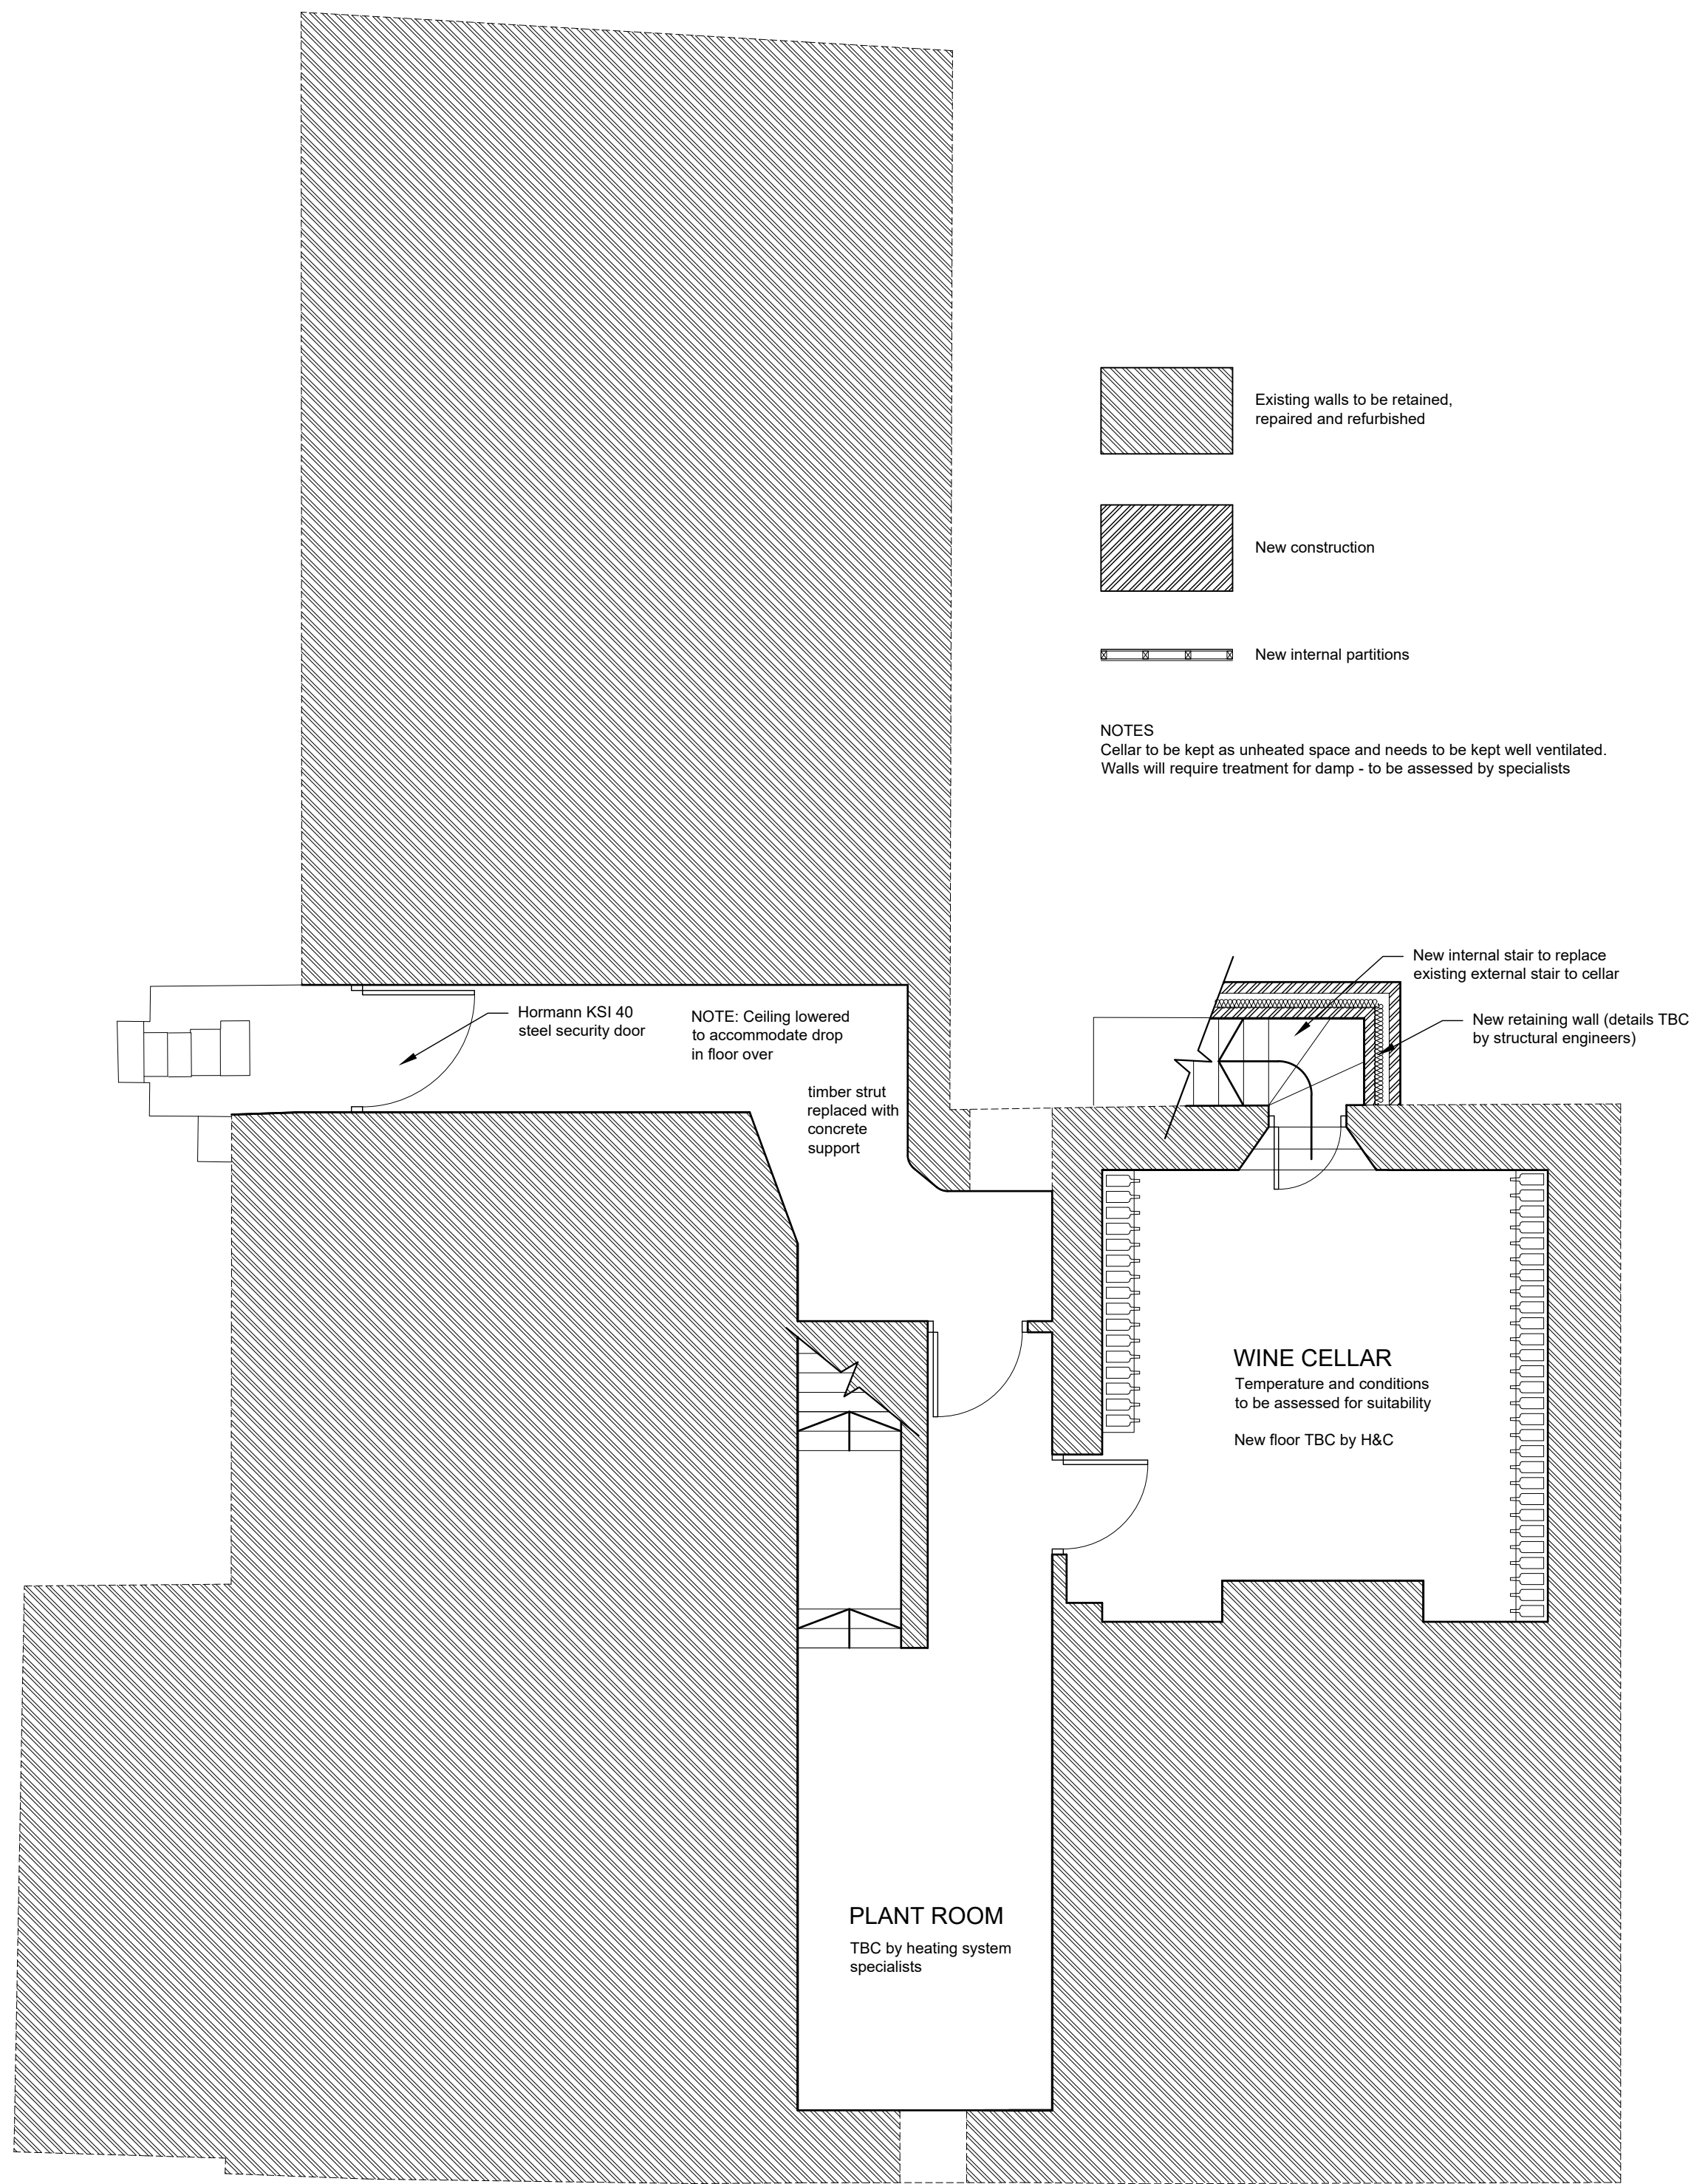 Existing walls to be retained,
repaired and refurbished
New construction
New internal partitions
NOTES
Cellar to be kept as unheated space and needs to be kept well ventilated.
Walls will require treatment for damp - to be assessed by specialists
New internal stair to replace
existing external stair to cellar
New retaining wall (details TBC
by structural engineers)
Hormann KSI 40
steel security door
NOTE: Ceiling lowered
to accommodate drop
in floor over
timber strut
replaced with
concrete
support
WINE CELLAR
Temperature and conditions
to be assessed for suitability
New floor TBC by H&C
PLANT ROOM
TBC by heating system
specialists